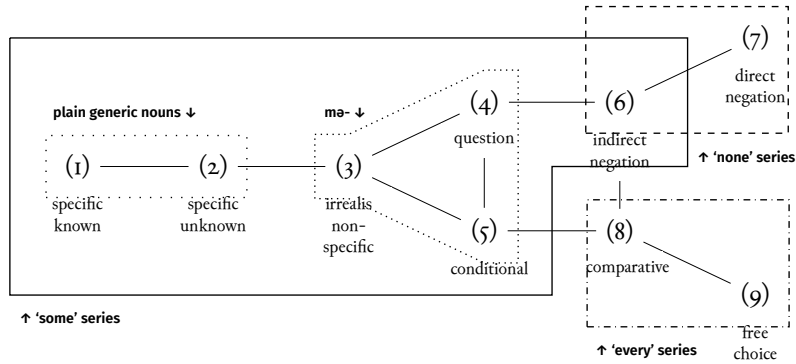 (7)
direct
negation
plain generic nouns ↓
mə- ↓
(4)
question
(6)
indirect
negation
↑ ‘none’ series
(1)
specific
known
(2)
specific
unknown
(3)
irrealis
non-
specific
(5)
conditional
(8)
comparative
(9)
free
choice
↑ ‘some’ series
↑ ‘every’ series